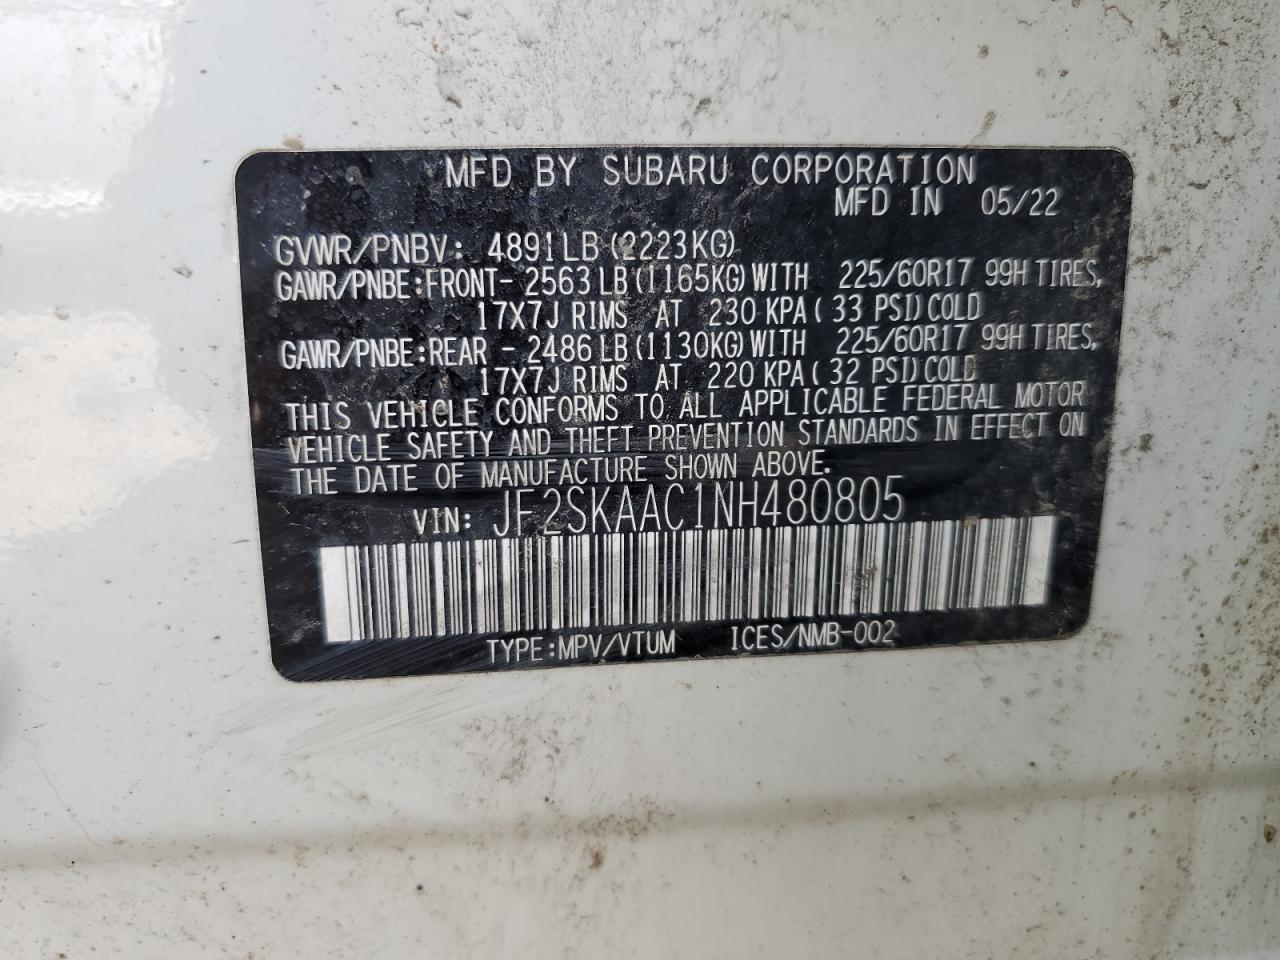 MFD BY SUBARU CORPORATION
MFD IN 05/22
GVWR/PNBV: 4891LB (2223KG)
GAWR/PNBE:FRONT- 2563 LB (1165KG) WITH 225/60R17 99H TIRES,
17X7J RIMS AT 230 KPA ( 33 PSI) COLD
GAWR/PNBE:REAR - 2486 LB (1130KG) WITH 225/60R17 99H TIRES,
17X7J RIMS AT 220 KPA ( 32 PSI) COLD
THIS VEHICLE CONFORMS TO ALL APPLICABLE FEDERAL MOTOR
VEHICLE SAFETY AND THEFT PREVENTION STANDARDS IN EFFECT ON
THE DATE OF MANUFACTURE SHOWN ABOVE.
VIN: JF2SKAAC1NH480805
TYPE:MPV/VTUM ICES/NMB-002